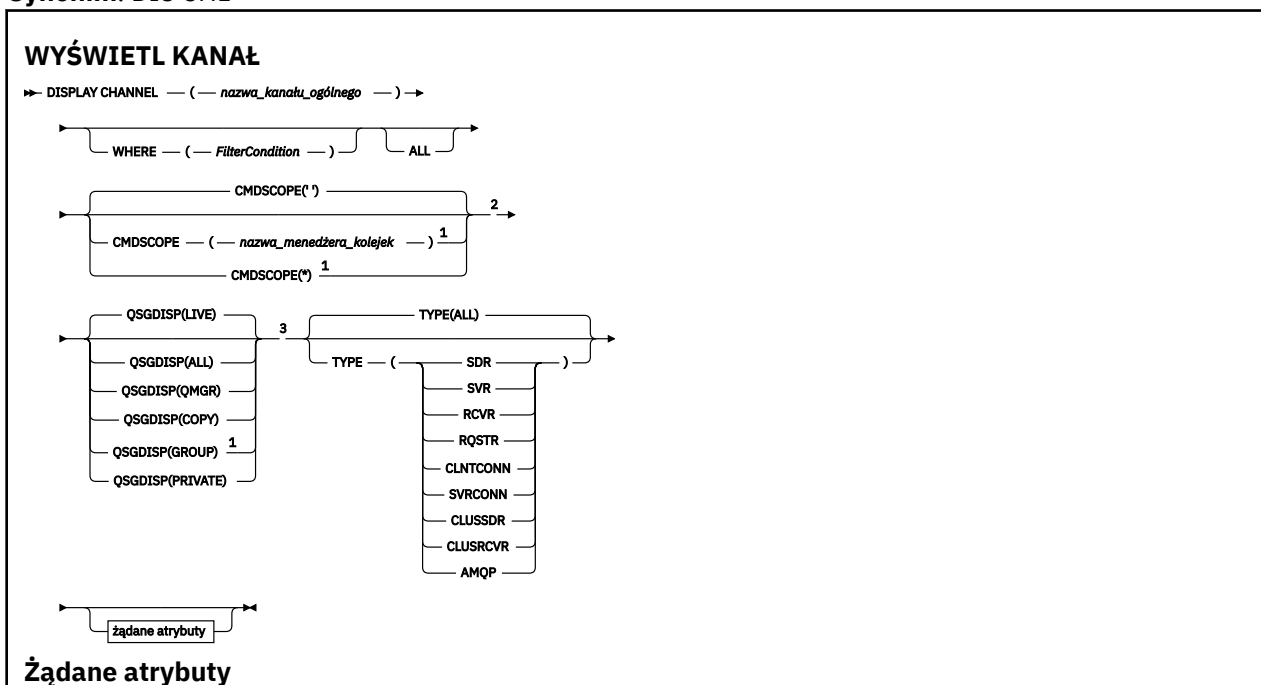 WYŚWIETL KANAŁ
DISPLAY CHANNEL — ( — nazwa_kanału_ogólnego — )
WHERE — ( — FilterCondition — ) ALL
CMDSCOPE(' ')
2
CMDSCOPE — ( — nazwa_menedżera_kolejek — ) 1
CMDSCOPE(*) 1
QSGDISP(LIVE) TYPE(ALL)
3
QSGDISP(ALL) TYPE — ( SDR )
QSGDISP(QMGR) SVR
QSGDISP(COPY) RCVR
QSGDISP(GROUP) 1 RQSTR
QSGDISP(PRIVATE) CLNTCONN
SVRCONN
CLUSSDR
CLUSRCVR
AMQP
żądane atrybuty
Żądane atrybuty